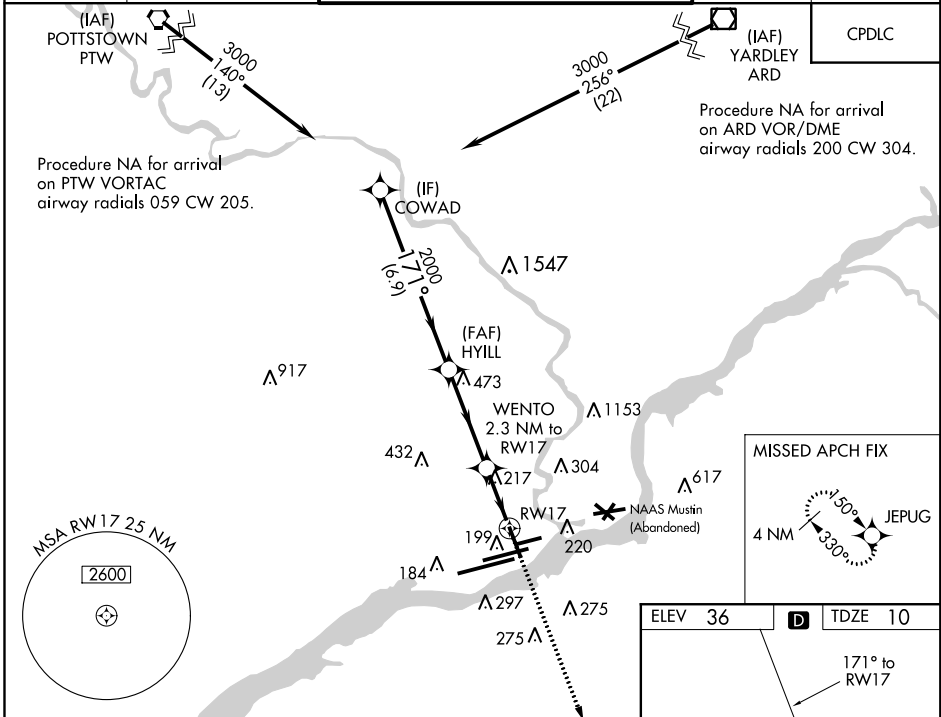 (IAF)
POTTSTOWN
PTW
3000
140°
(13)
3000
256°
(22)
(IAF)
YARDLEY
ARD
CPDLC
Procedure NA for arrival
on ARD VOR/DME
airway radials 200 CW 304.
Procedure NA for arrival
on PTW VORTAC
airway radials 059 CW 205.
(IF)
COWAD
2000
171°
(6.9)
1547
(FAF)
HYILL
917
473
WENTO
2.3 NM to
RW17
1153
432
217
304
617
RW17
NAAS Mustin
(Abandoned)
199
220
184
297
275
275
MISSED APCH FIX
150°
JEPUG
4 NM
330°
MSA RW17 25 NM
2600
ELEV 36
D
TDZE 10
171° to
RW17